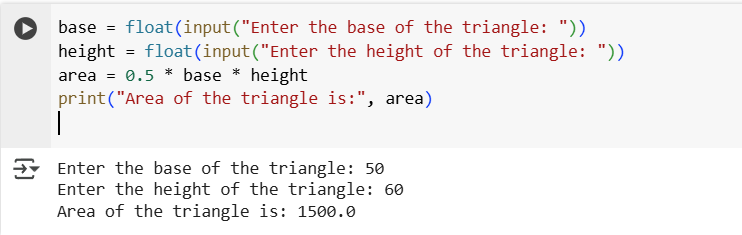 base = float(input("Enter the base of the triangle: "))
height = float(input("Enter the height of the triangle: "))
area = 0.5 * base * height
print("Area of the triangle is:", area)
Enter the base of the triangle: 50
Enter the height of the triangle: 60
Area of the triangle is: 1500.0